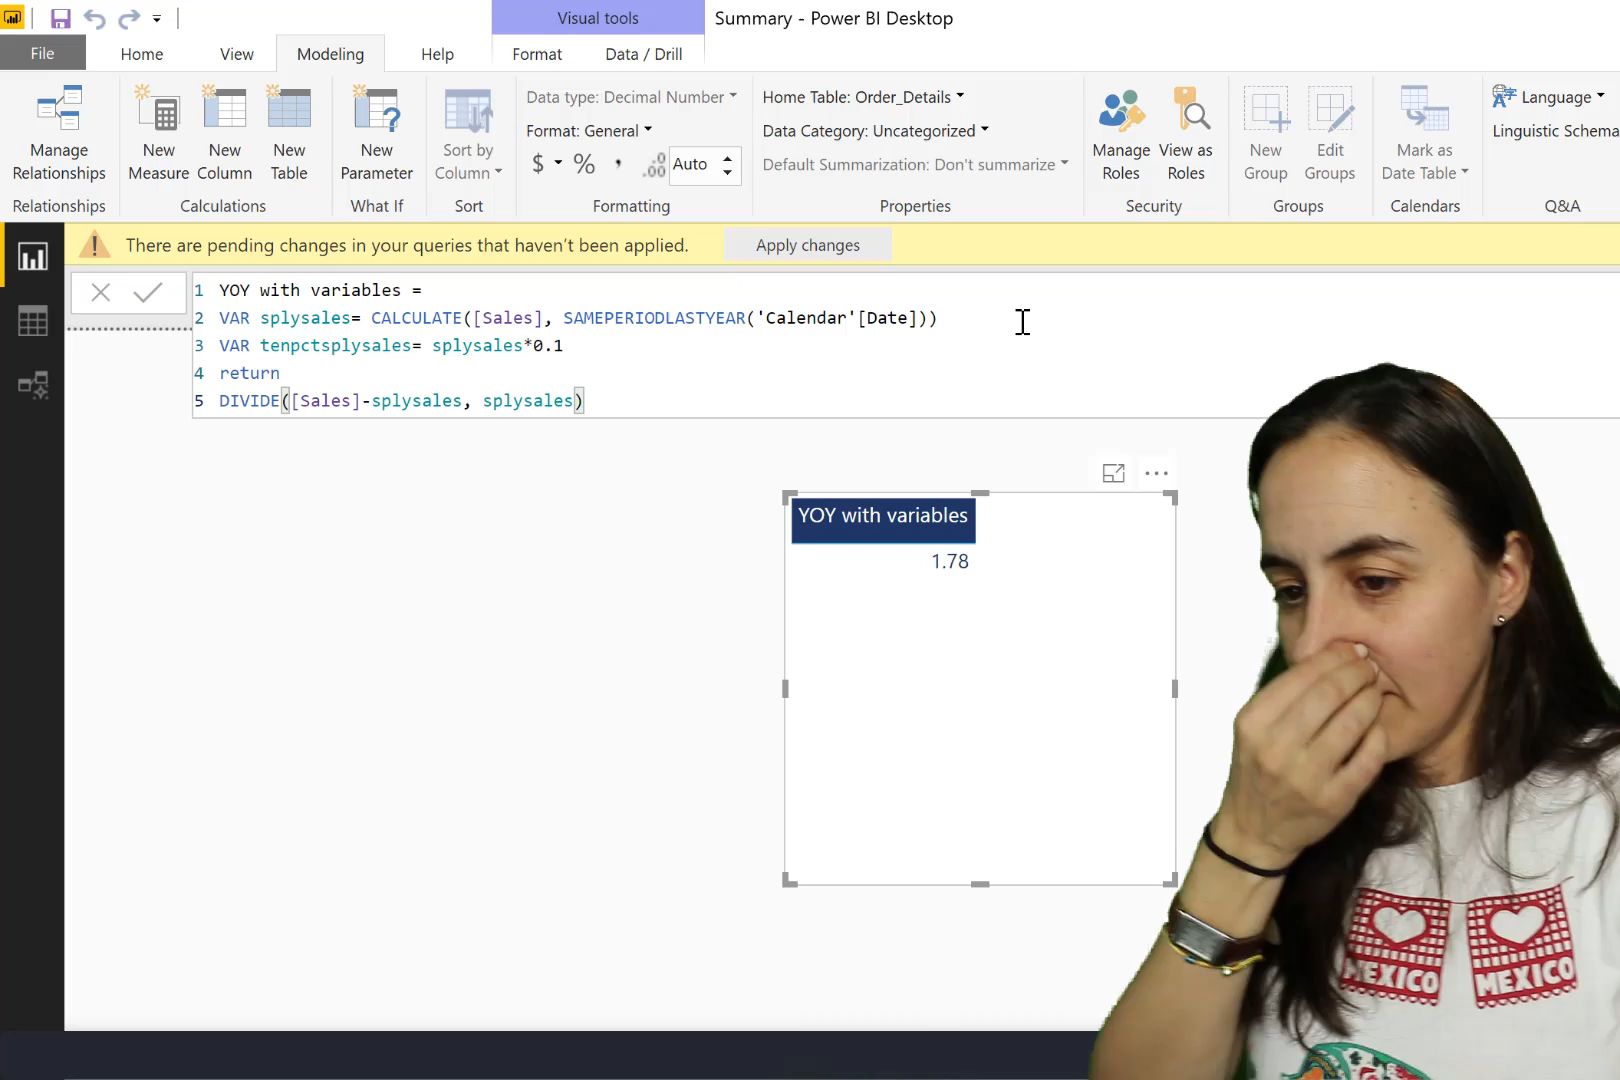 Visual tools
Summary - Power BI Desktop
File
Home
View
Modeling
Help
Format
Data / Drill
Manage Relationships
Relationships
New Measure
New Column
New Table
Calculations
New Parameter
What If
Sort by Column
Sort
Data type: Decimal Number
Format: General
$ % , .00 Auto
Formatting
Home Table: Order_Details
Data Category: Uncategorized
Default Summarization: Don't summarize
Properties
Manage Roles
View as Roles
Security
New Group
Edit Groups
Groups
Mark as Date Table
Calendars
Language
Linguistic Schema
Q&A
There are pending changes in your queries that haven't been applied.
Apply changes
1 YOY with variables =
2 VAR splysales= CALCULATE([Sales], SAMEPERIODLASTYEAR('Calendar'[Date]))
3 VAR tenpctsplysales= splysales*0.1
4 return
5 DIVIDE([Sales]-splysales, splysales)
YOY with variables
1.78
MEXICO
MEXICO